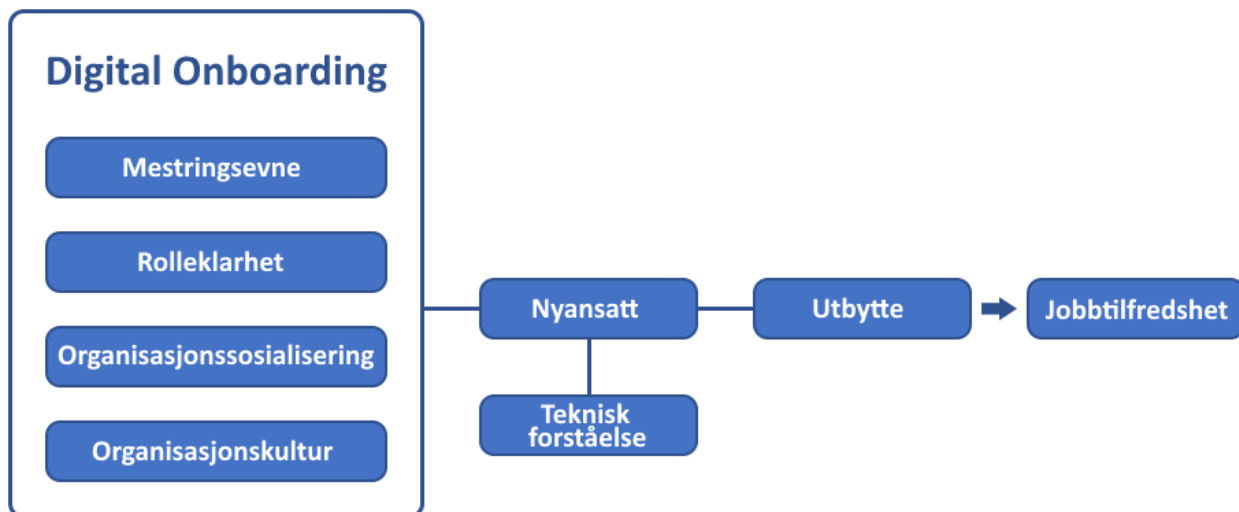 Digital Onboarding
Mestringsevne
Rolleklarhet
Organisasjonssosialisering
Organisasjonskultur
Nyansatt
Teknisk
forståelse
Utbytte
Jobbtilfredshet